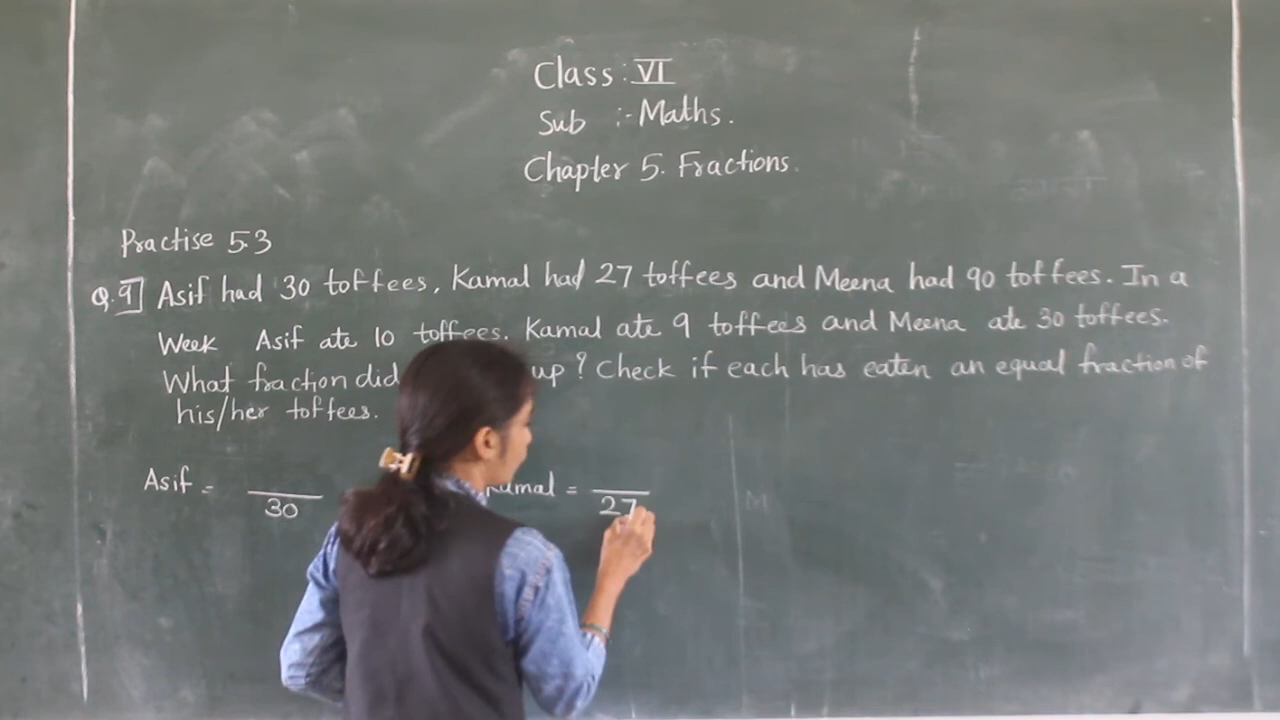 Class : VI
Sub :- Maths.
Chapter 5. Fractions.
Practise 5.3
Q.9] Asif had 30 toffees, Kamal had 27 toffees and Meena had 90 toffees. In a
Week Asif ate 10 toffees. Kamal ate 9 toffees and Meena ate 30 toffees.
What fraction did up ? Check if each has eaten an equal fraction of
his/her toffees.
Asif = Kamal =
30 27